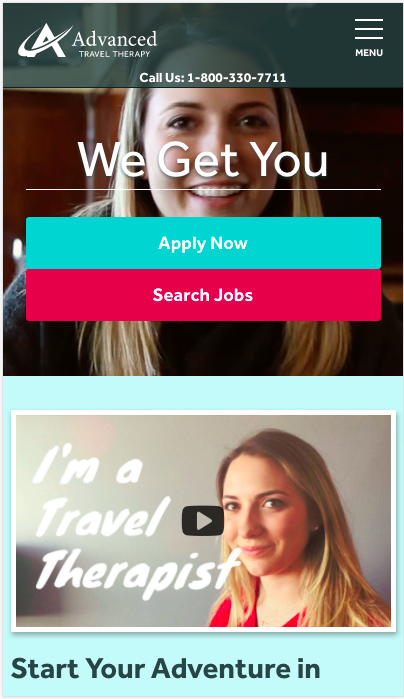 Advanced
TRAVEL THERAPY
MENU
Call Us: 1-800-330-7711
We Get You
Apply Now
Search Jobs
I'm a
Travel
Therapist
Start Your Adventure in